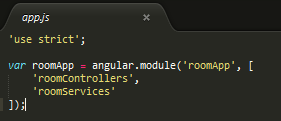 app.js ×
'use strict';
var roomApp = angular.module('roomApp', [
    'roomControllers',
    'roomServices'
]);